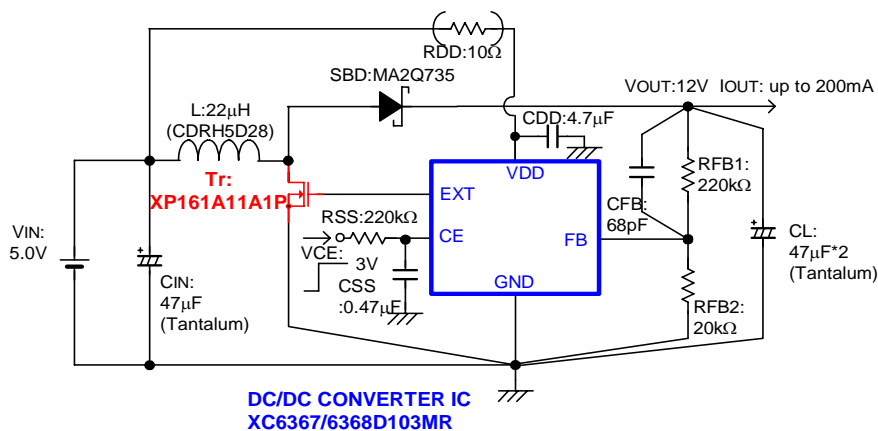 RDD:10Ω
SBD:MA2Q735
VOUT:12V IOUT: up to 200mA
L:22μH
(CDRH5D28)
CDD:4.7μF
Tr:
XP161A11A1P
VDD
EXT
RFB1:
220kΩ
CFB:
68pF
RSS:220kΩ
CE
FB
VCE:
3V
CSS
:0.47μF
GND
VIN:
5.0V
CIN:
47μF
(Tantalum)
CL:
47μF*2
(Tantalum)
RFB2:
20kΩ
DC/DC CONVERTER IC
XC6367/6368D103MR